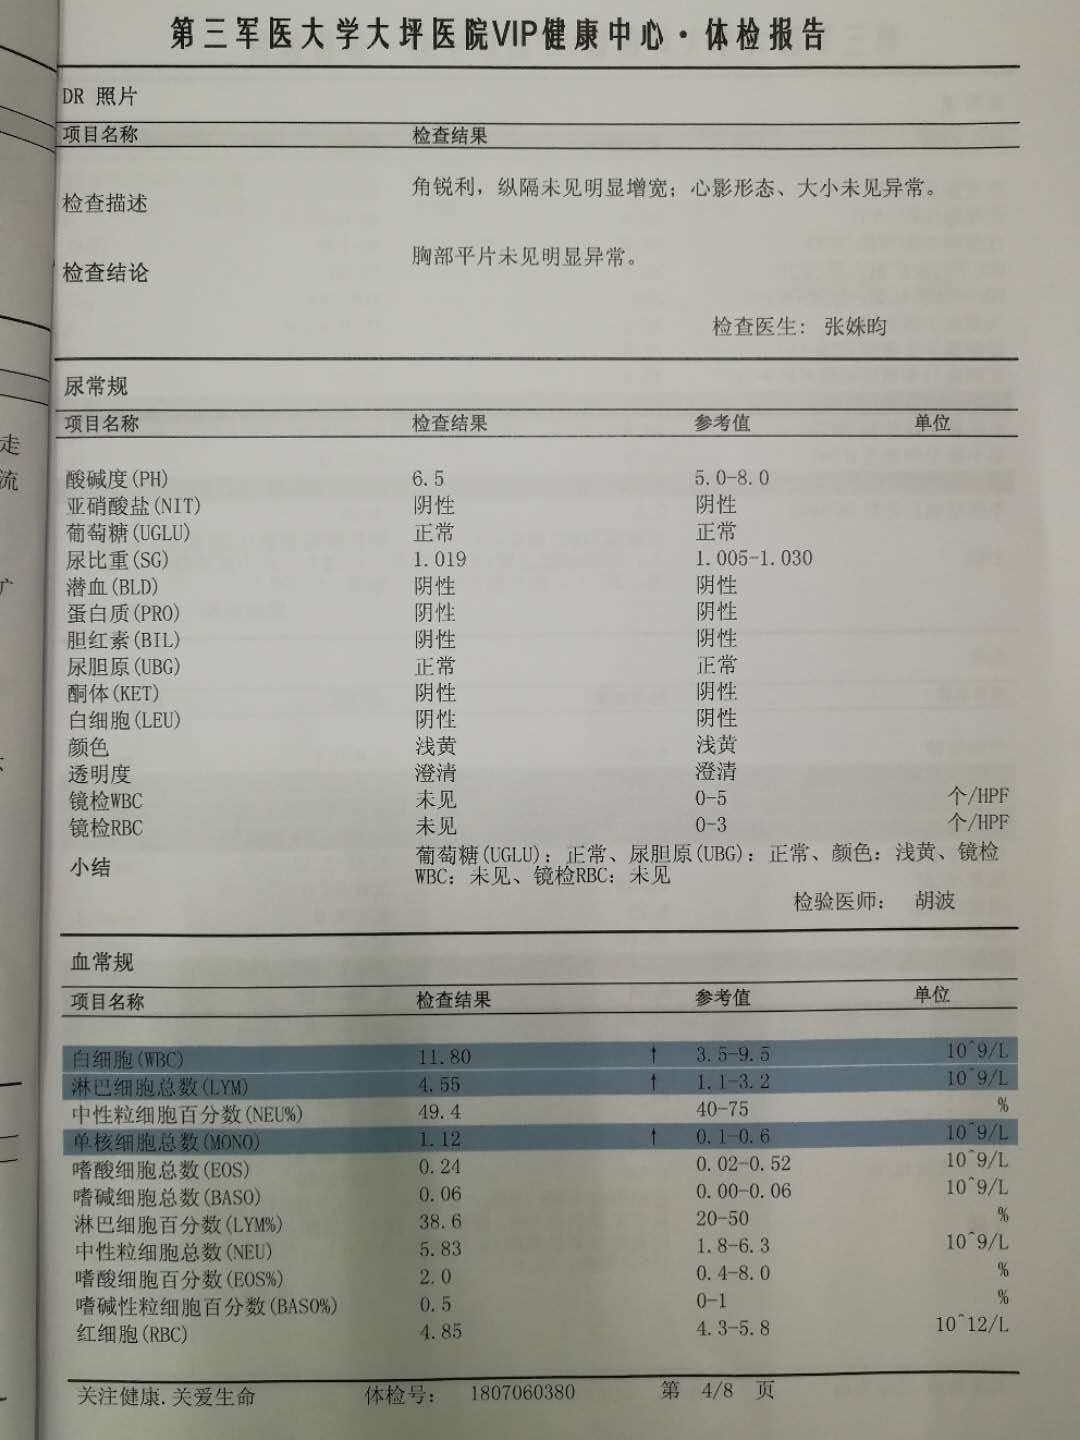 第三军医大学大坪医院VIP健康中心·体检报告
DR 照片
项目名称 检查结果
检查描述 角锐利，纵隔未见明显增宽；心影形态、大小未见异常。
检查结论 胸部平片未见明显异常。
检查医生: 张姝昀
尿常规
项目名称 检查结果 参考值 单位
走
流
酸碱度(PH) 6.5 5.0-8.0
亚硝酸盐(NIT) 阴性 阴性
葡萄糖(UGLU) 正常 正常
尿比重(SG) 1.019 1.005-1.030
潜血(BLD) 阴性 阴性
蛋白质(PRO) 阴性 阴性
胆红素(BIL) 阴性 阴性
尿胆原(UBG) 正常 正常
酮体(KET) 阴性 阴性
白细胞(LEU) 阴性 阴性
颜色 浅黄 浅黄
透明度 澄清 澄清
镜检WBC 未见 0-5 个/HPF
镜检RBC 未见 0-3 个/HPF
小结 葡萄糖(UGLU)：正常、尿胆原(UBG)：正常、颜色：浅黄、镜检
WBC：未见、镜检RBC：未见
检验医师： 胡波
血常规
项目名称 检查结果 参考值 单位
白细胞(WBC) 11.80 ↑ 3.5-9.5 10^9/L
淋巴细胞总数(LYM) 4.55 ↑ 1.1-3.2 10^9/L
中性粒细胞百分数(NEU%) 49.4 40-75 %
单核细胞总数(MONO) 1.12 ↑ 0.1-0.6 10^9/L
嗜酸细胞总数(EOS) 0.24 0.02-0.52 10^9/L
嗜碱细胞总数(BASO) 0.06 0.00-0.06 10^9/L
淋巴细胞百分数(LYM%) 38.6 20-50 %
中性粒细胞总数(NEU) 5.83 1.8-6.3 10^9/L
嗜酸细胞百分数(EOS%) 2.0 0.4-8.0 %
嗜碱性粒细胞百分数(BASO%) 0.5 0-1 %
红细胞(RBC) 4.85 4.3-5.8 10^12/L
关注健康.关爱生命 体检号： 1807060380 第 4/8 页